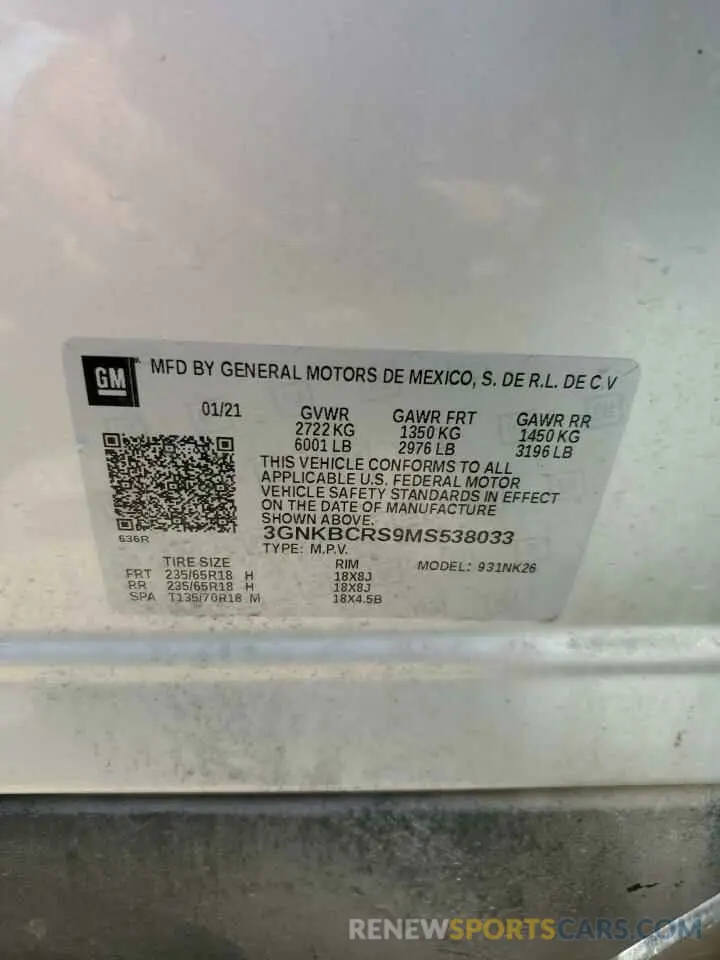 GM MFD BY GENERAL MOTORS DE MEXICO, S. DE R.L. DE C V
01/21 GVWR GAWR FRT GAWR RR
2722 KG 1350 KG 1450 KG
6001 LB 2976 LB 3196 LB
THIS VEHICLE CONFORMS TO ALL
APPLICABLE U.S. FEDERAL MOTOR
VEHICLE SAFETY STANDARDS IN EFFECT
ON THE DATE OF MANUFACTURE
SHOWN ABOVE.
636R 3GNKBCRS9MS538033
TYPE: M.P.V.
TIRE SIZE RIM MODEL: 931NK26
FRT 235/65R18 H 18X8J
RR 235/65R18 H 18X8J
SPA T135/70R18 M 18X4.5B
RENEWSPORTSCARS.COM